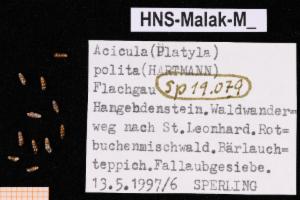 HNS-Malak-M_
Acicula(Platyla)
polita(HARTMANN)
Flachgau Sp 19.079
Hangebdenstein.Waldwander=
weg nach St.Leonhard.Rot=
buchenmischwald.Bärlauch=
teppich.Fallaubgesiebe.
13.5.1997/6 SPERLING